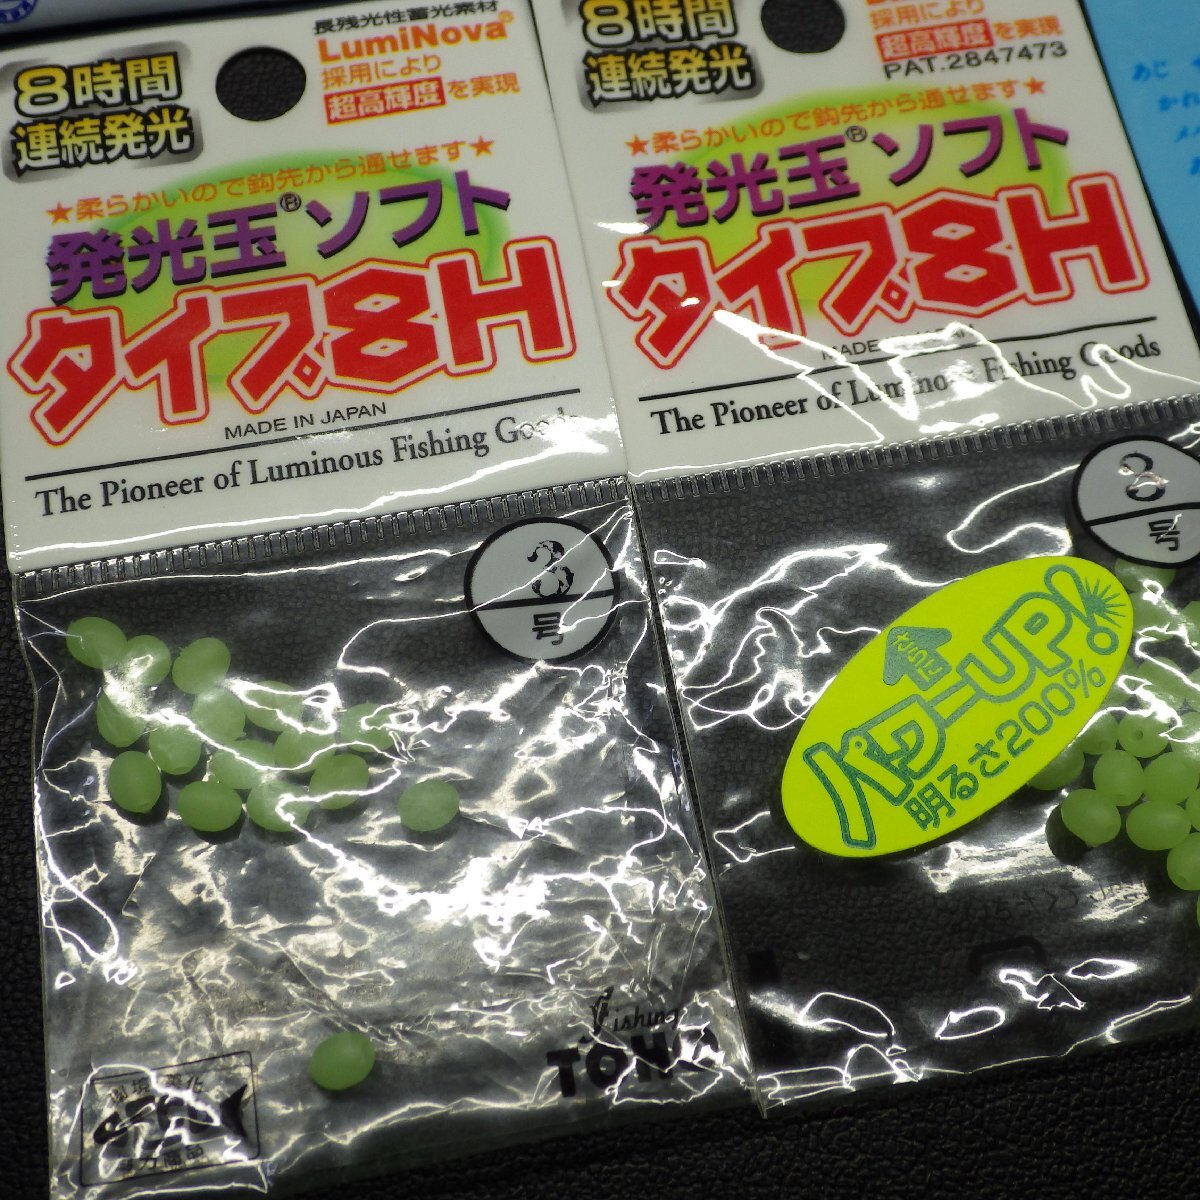 長残光性蓄光素材
LumiNova®
採用により
超高輝度を実現
8時間
連続発光
★柔らかいので鈎先から通せます★
発光玉®ソフト
タイプ8H
MADE IN JAPAN
The Pioneer of Luminous Fishing Goods
3
号
Fishing
8時間
連続発光
採用により
超高輝度を実現
PAT.2847473
★柔らかいので鈎先から通せます★
発光玉®ソフト
タイプ8H
MADE
The Pioneer of Luminous Fishing Goods
号
パワーUP!
明るさ200%
あじ